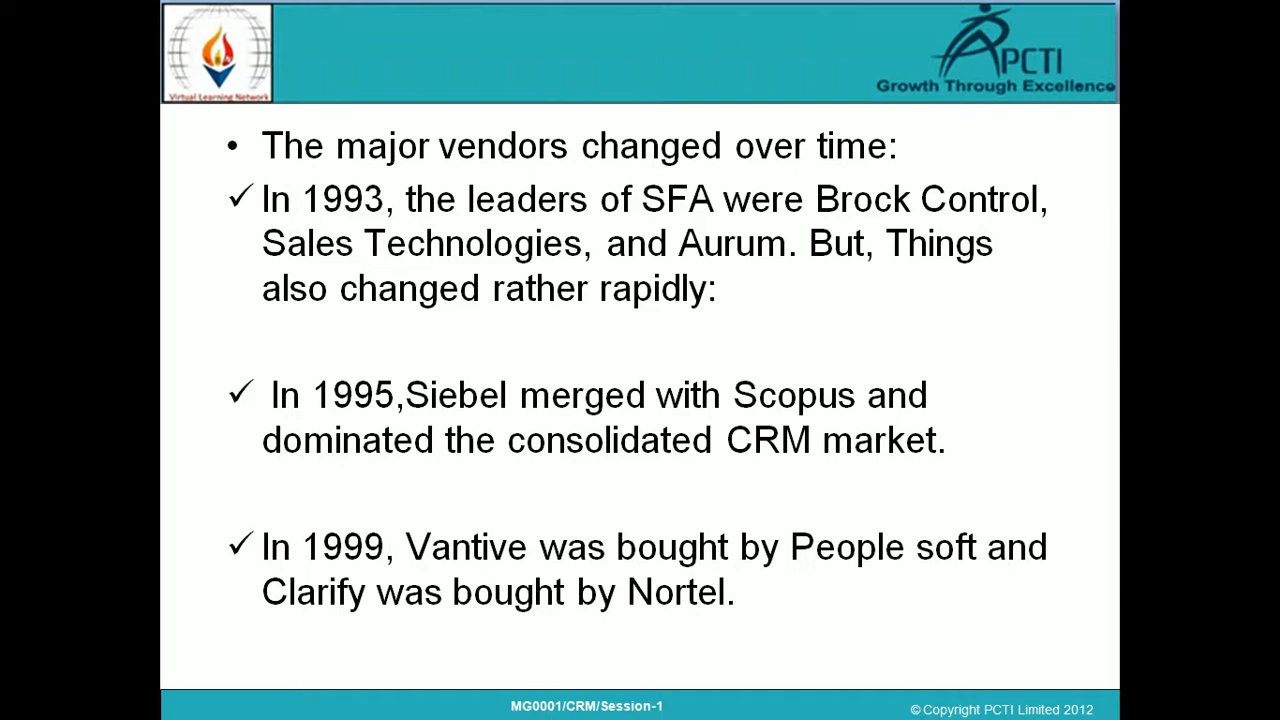 Virtual Learning Network
PCTI
Growth Through Excellence
• The major vendors changed over time:
✓ In 1993, the leaders of SFA were Brock Control,
Sales Technologies, and Aurum. But, Things
also changed rather rapidly:
✓ In 1995,Siebel merged with Scopus and
dominated the consolidated CRM market.
✓ In 1999, Vantive was bought by People soft and
Clarify was bought by Nortel.
MG0001/CRM/Session-1
© Copyright PCTI Limited 2012